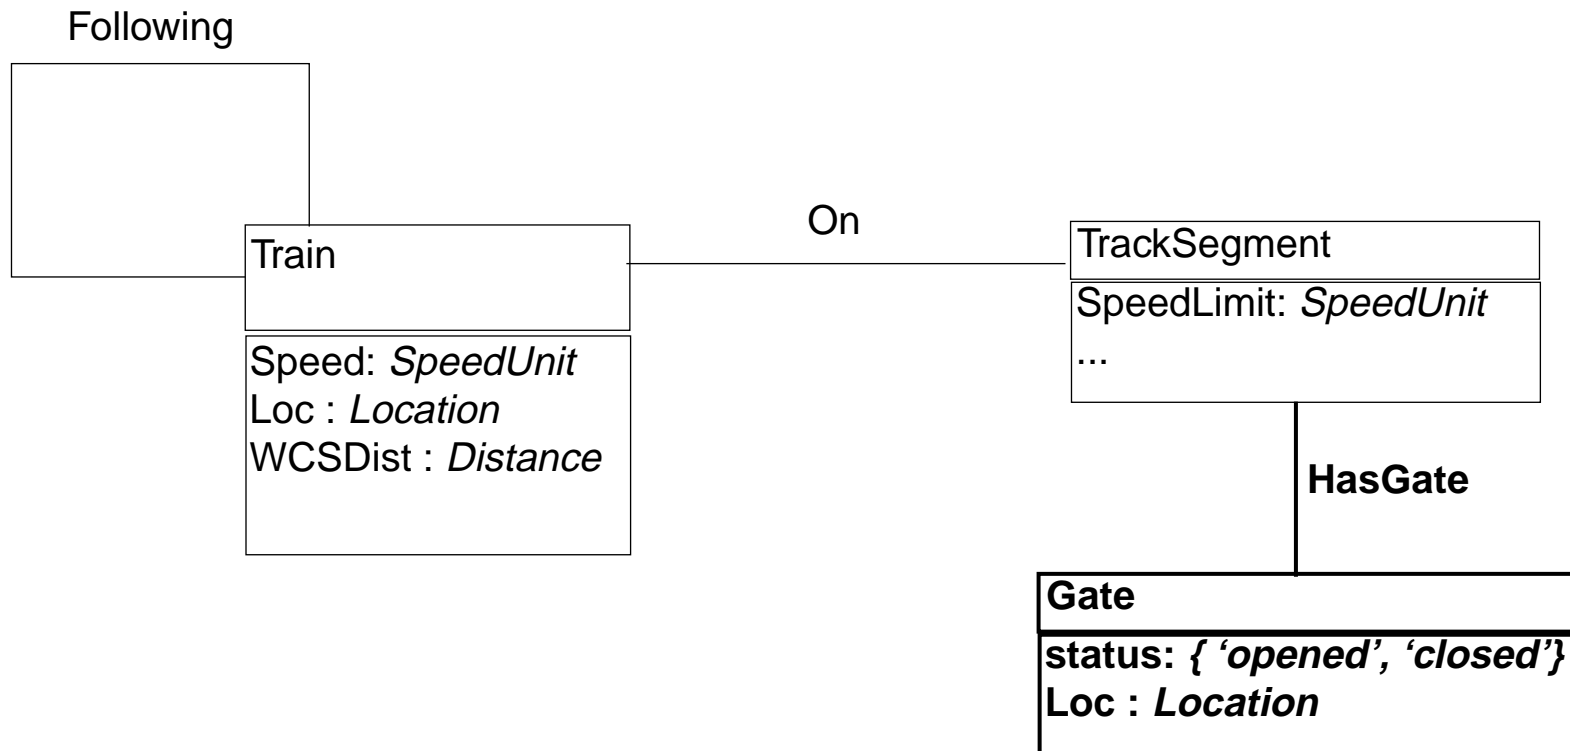 Following
On
Train
Speed: SpeedUnit
Loc : Location
WCSDist : Distance
TrackSegment
SpeedLimit: SpeedUnit
...
HasGate
Gate
status: { ‘opened’, ‘closed’}
Loc : Location